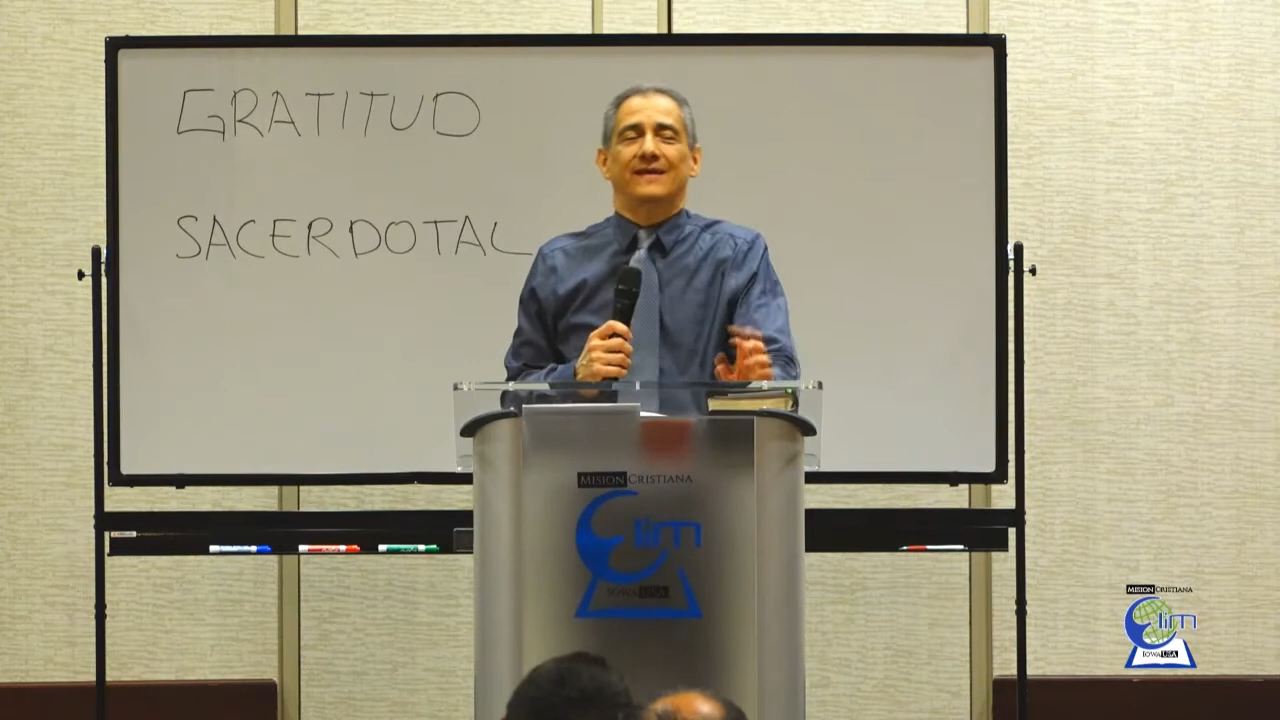 GRATITUD
SACERDOTAL
MISION CRISTIANA
Elim
IOWA USA
MISION CRISTIANA
Elim
IOWA USA